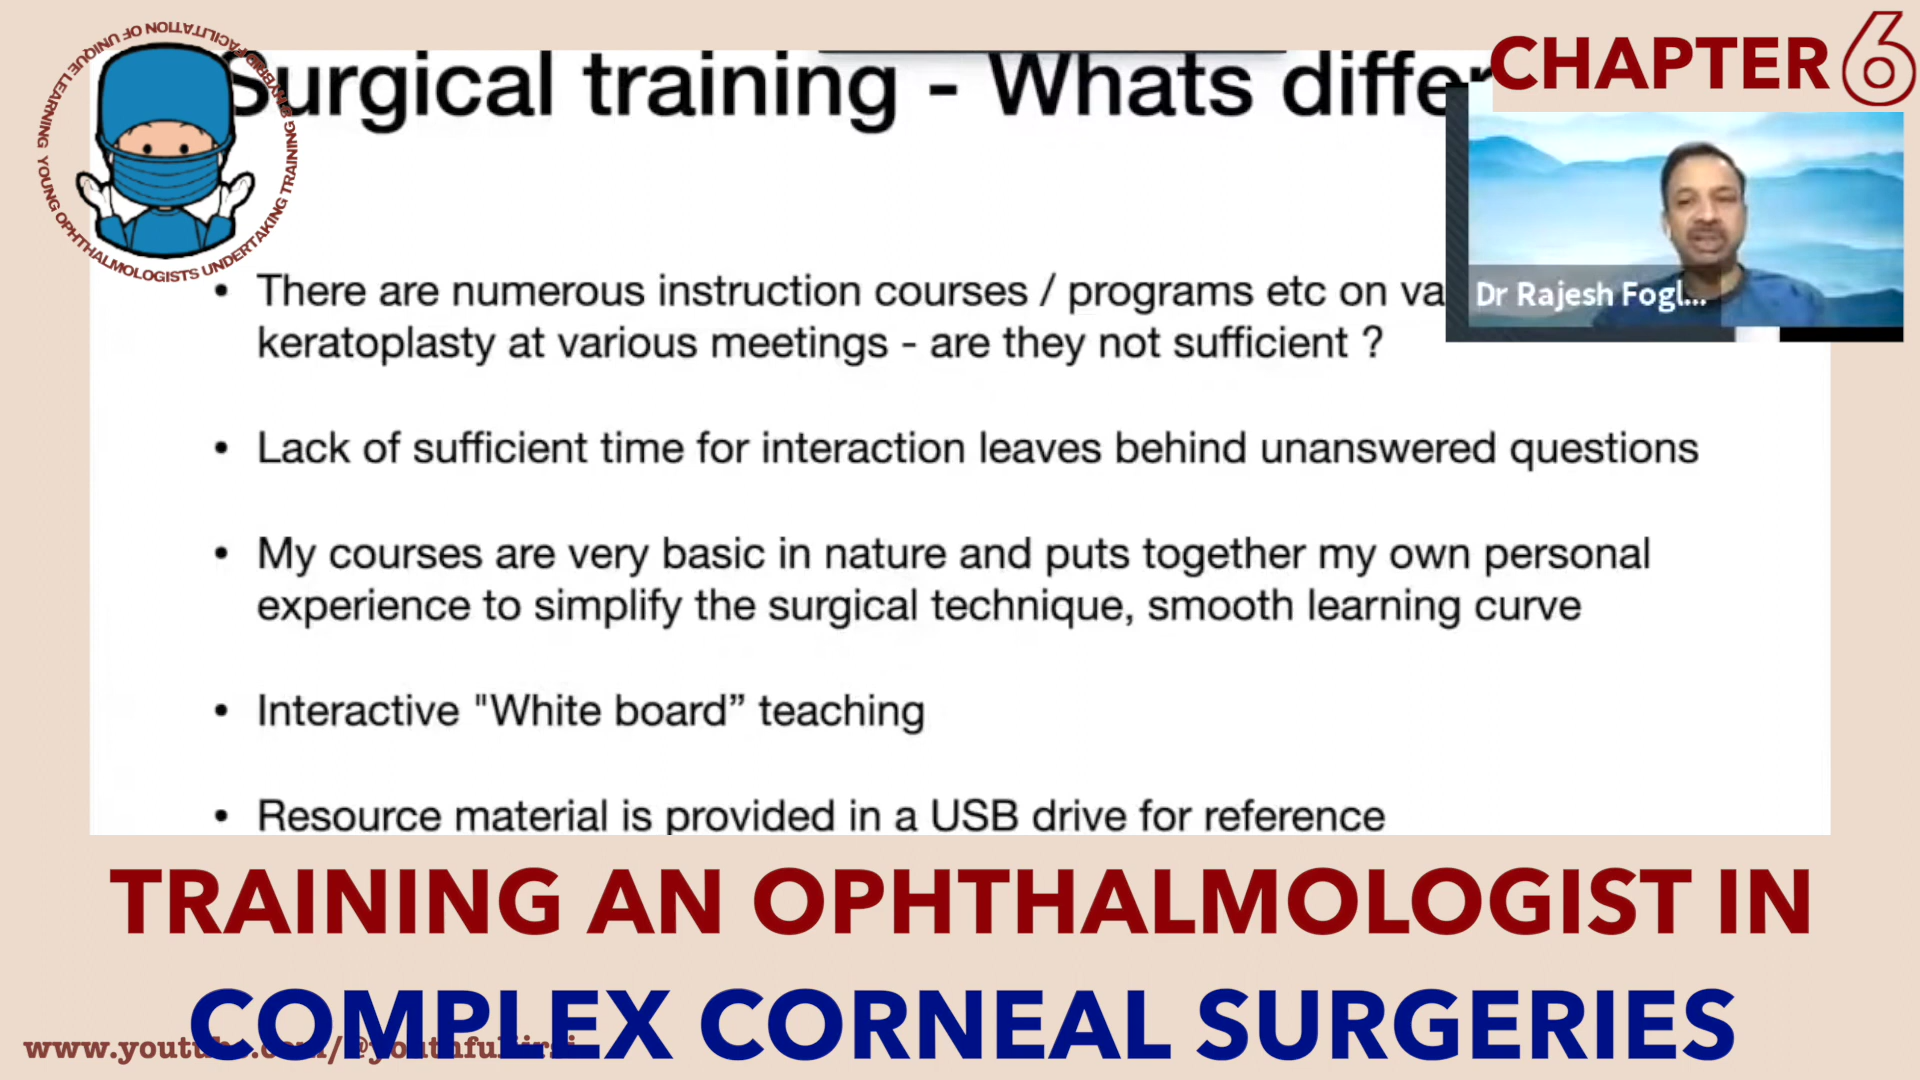 CHAPTER 6
Surgical training - Whats differ
YOUNG OPHTHALMOLOGISTS UNDERTAKING TRAINING HYBRID & FACILITATION OF UNIQUE LEARNING
Dr Rajesh Fogl...
• There are numerous instruction courses / programs etc on va
keratoplasty at various meetings - are they not sufficient ?
• Lack of sufficient time for interaction leaves behind unanswered questions
• My courses are very basic in nature and puts together my own personal
experience to simplify the surgical technique, smooth learning curve
• Interactive "White board” teaching
• Resource material is provided in a USB drive for reference
TRAINING AN OPHTHALMOLOGIST IN
COMPLEX CORNEAL SURGERIES